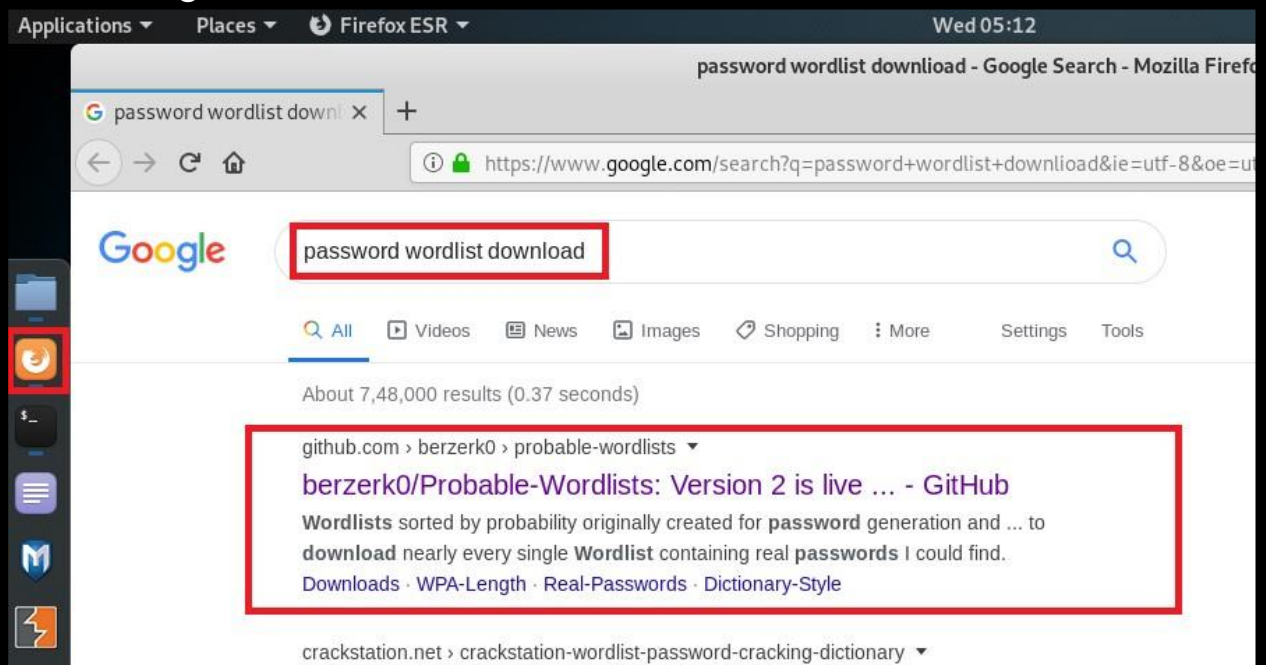 Applications Places Firefox ESR Wed 05:12
password wordlist downlioad - Google Search - Mozilla Firefo
password wordlist downl
https://www.google.com/search?q=password+wordlist+downlioad&ie=utf-8&oe=ut
Google password wordlist download
All Videos News Images Shopping More Settings Tools
About 7,48,000 results (0.37 seconds)
github.com › berzerk0 › probable-wordlists
berzerk0/Probable-Wordlists: Version 2 is live ... - GitHub
Wordlists sorted by probability originally created for password generation and ... to
download nearly every single Wordlist containing real passwords I could find.
Downloads · WPA-Length · Real-Passwords · Dictionary-Style
crackstation.net › crackstation-wordlist-password-cracking-dictionary